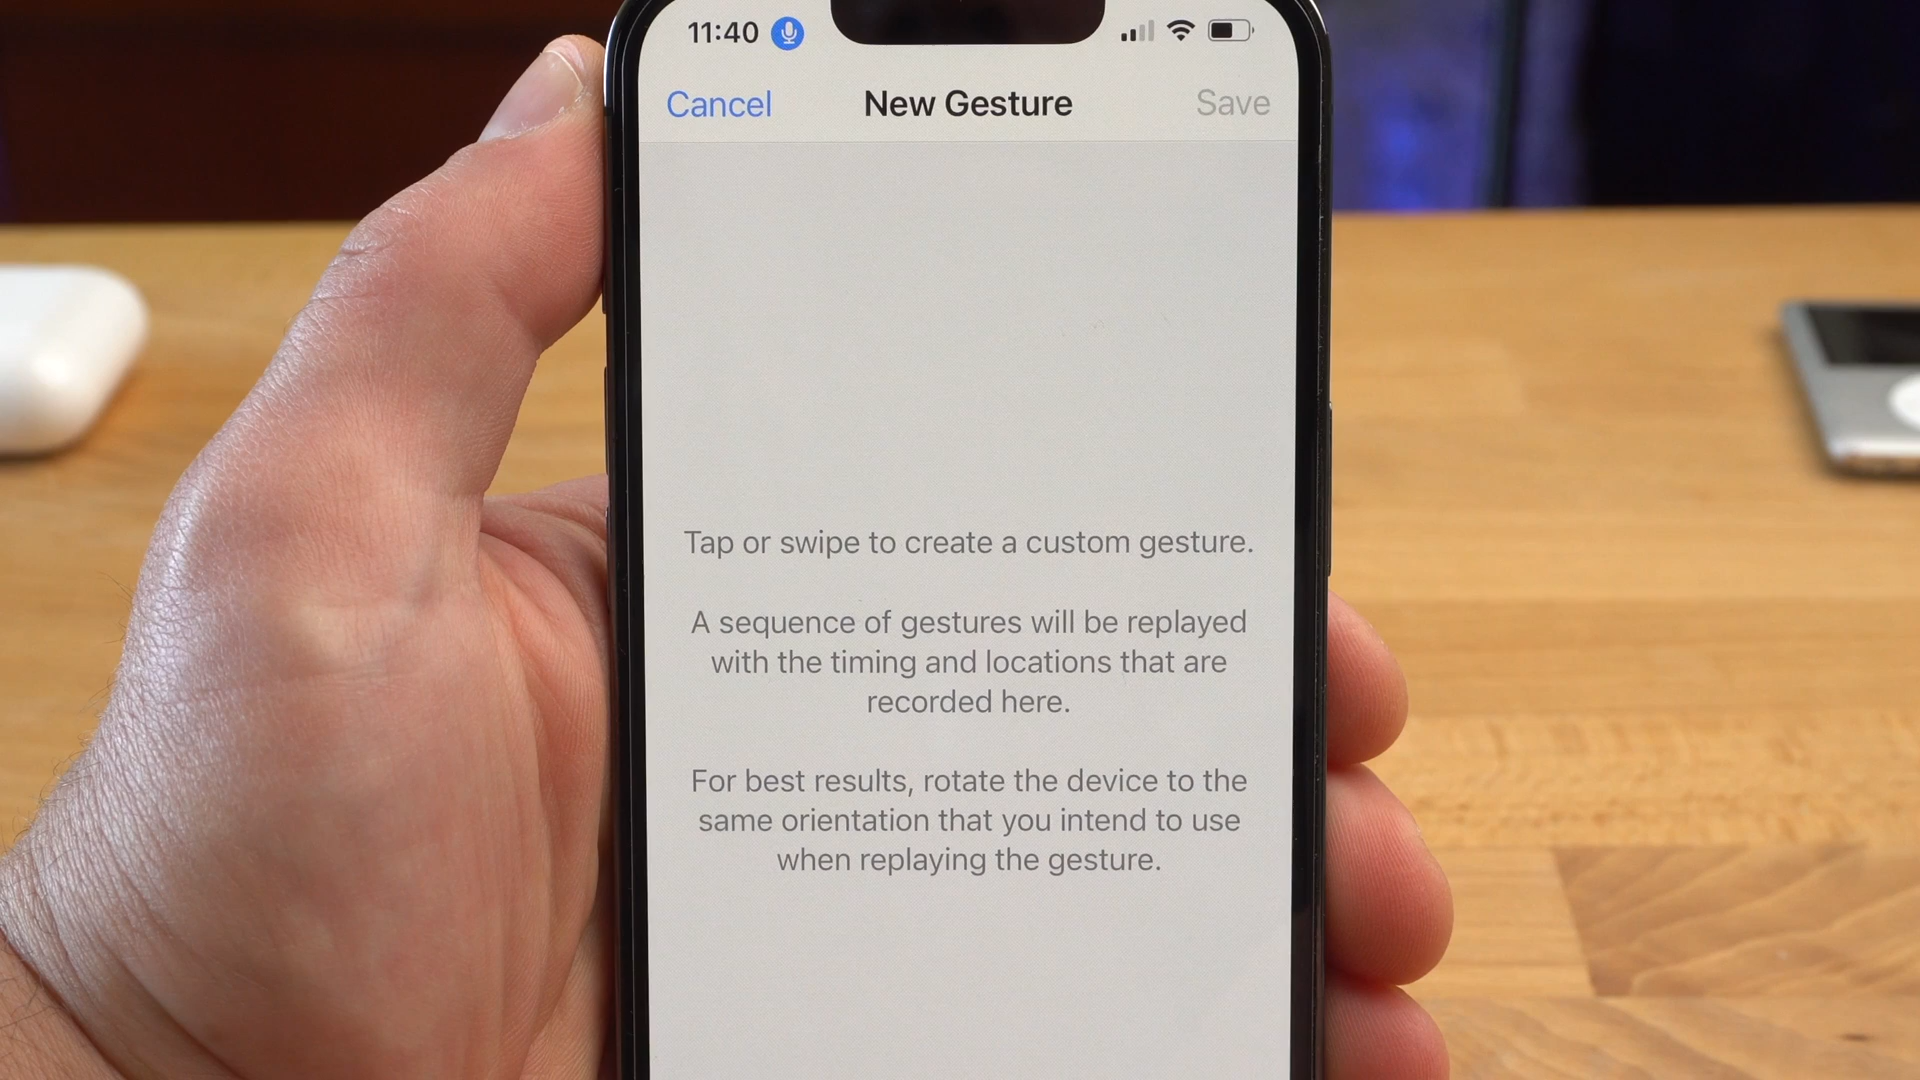 11:40
Cancel New Gesture Save
Tap or swipe to create a custom gesture.
A sequence of gestures will be replayed
with the timing and locations that are
recorded here.
For best results, rotate the device to the
same orientation that you intend to use
when replaying the gesture.